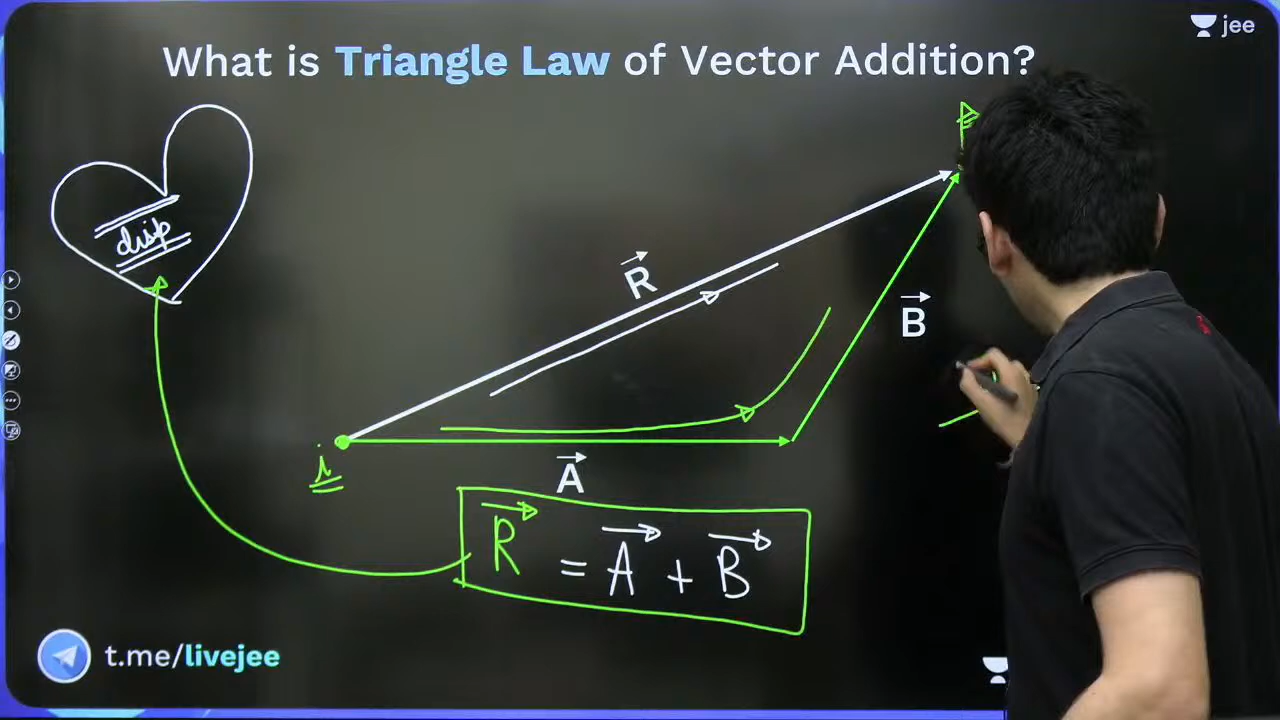 jee
What is Triangle Law of Vector Addition?
disp
R
B
i
A
R = A + B
t.me/livejee